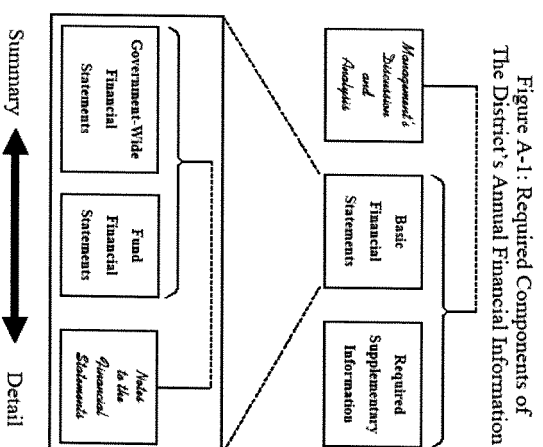 Figure A-1: Required Components of
The District's Annual Financial Information
Management's
Discussion
and
Analysis
Basic
Financial
Statements
Required
Supplementary
Information
Government-Wide
Financial
Statements
Fund
Financial
Statements
Notes
to the
Financial
Statements
Summary
Detail